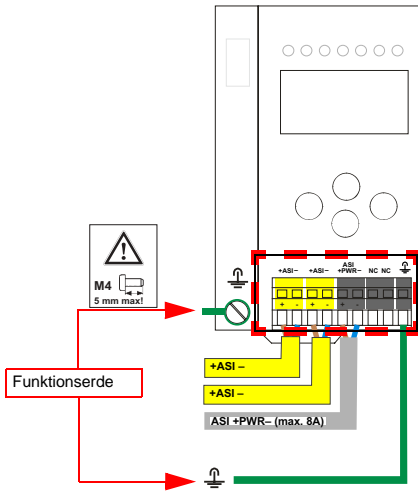 ASI
+ASI – +ASI – +PWR– NC NC
+ - + - + -
M4
5 mm max!
+ASI –
Funktionserde
+ASI –
ASI +PWR– (max. 8A)